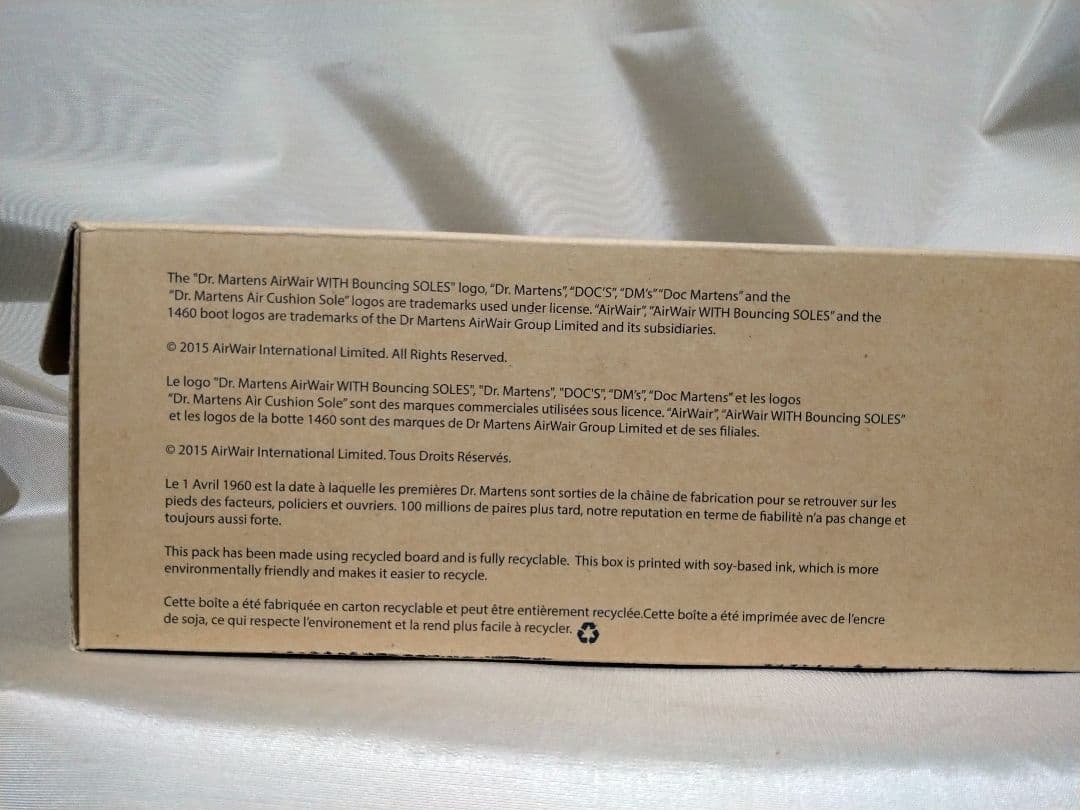 The "Dr. Martens AirWair WITH Bouncing SOLES" logo, "Dr. Martens", "DOC'S", "DM's" "Doc Martens" and the
"Dr. Martens Air Cushion Sole" logos are trademarks used under license. "AirWair", "AirWair WITH Bouncing SOLES" and the
1460 boot logos are trademarks of the Dr Martens AirWair Group Limited and its subsidiaries.
© 2015 AirWair International Limited. All Rights Reserved.
Le logo "Dr. Martens AirWair WITH Bouncing SOLES", "Dr. Martens", "DOC'S", "DM's", "Doc Martens" et les logos
"Dr. Martens Air Cushion Sole" sont des marques commerciales utilisées sous licence. "AirWair", "AirWair WITH Bouncing SOLES"
et les logos de la botte 1460 sont des marques de Dr Martens AirWair Group Limited et de ses filiales.
© 2015 AirWair International Limited. Tous Droits Réservés.
Le 1 Avril 1960 est la date à laquelle les premières Dr. Martens sont sorties de la châine de fabrication pour se retrouver sur les
pieds des facteurs, policiers et ouvriers. 100 millions de paires plus tard, notre reputation en terme de fiabilitè n'a pas change et
toujours aussi forte.
This pack has been made using recycled board and is fully recyclable. This box is printed with soy-based ink, which is more
environmentally friendly and makes it easier to recycle.
Cette boîte a été fabriquée en carton recyclable et peut être entièrement recyclée.Cette boîte a été imprimée avec de l'encre
de soja, ce qui respecte l'environement et la rend plus facile à recycler.